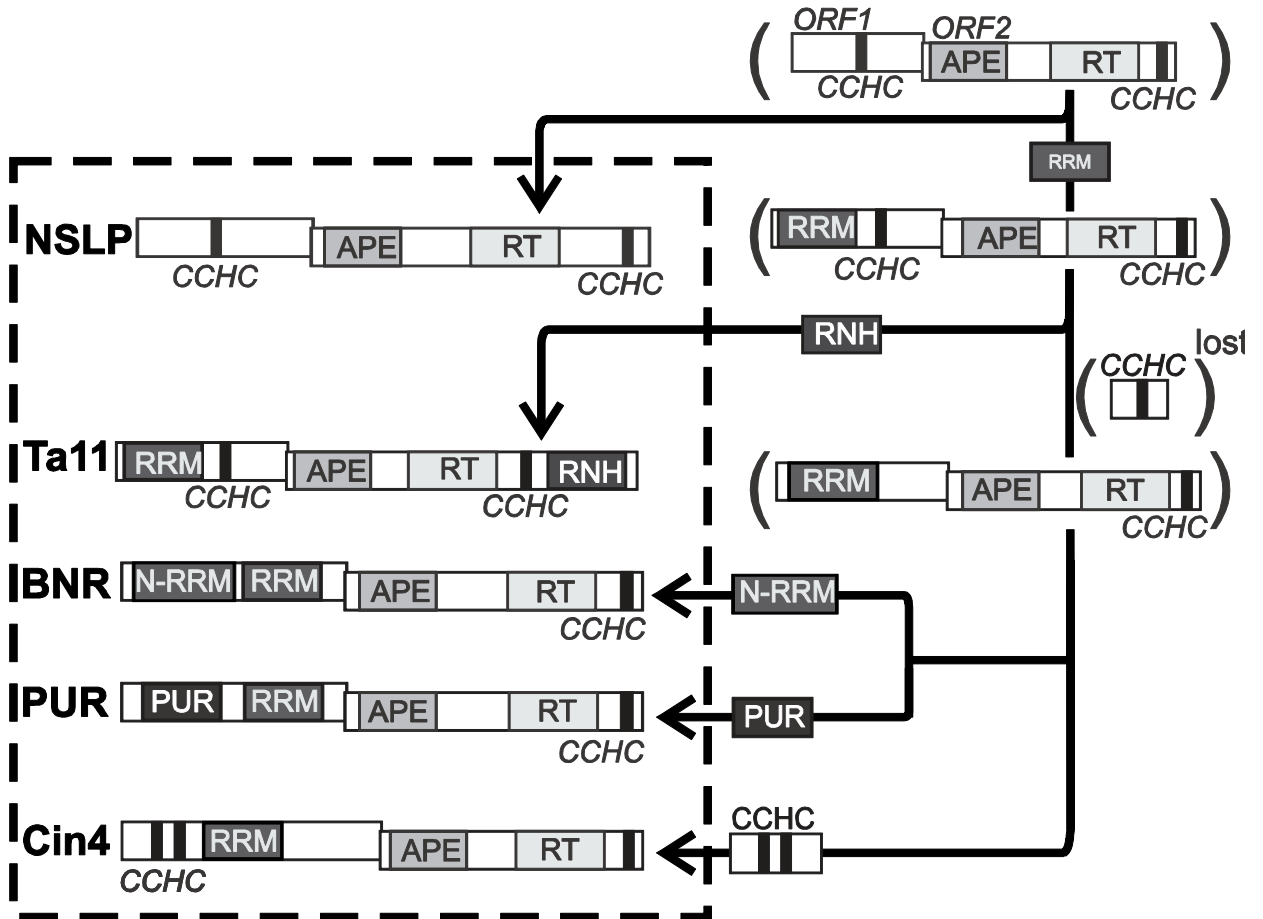 ORF1
ORF2
APE RT
CCHC CCHC
RRM
NSLP APE RT
CCHC CCHC
RRM APE RT
CCHC CCHC
RNH
lost
CCHC
Ta11 RRM APE RT RNH
CCHC CCHC
RRM APE RT
CCHC
BNR N-RRM RRM APE RT N-RRM
CCHC
PUR PUR RRM APE RT PUR
CCHC
CCHC
Cin4 RRM APE RT
CCHC